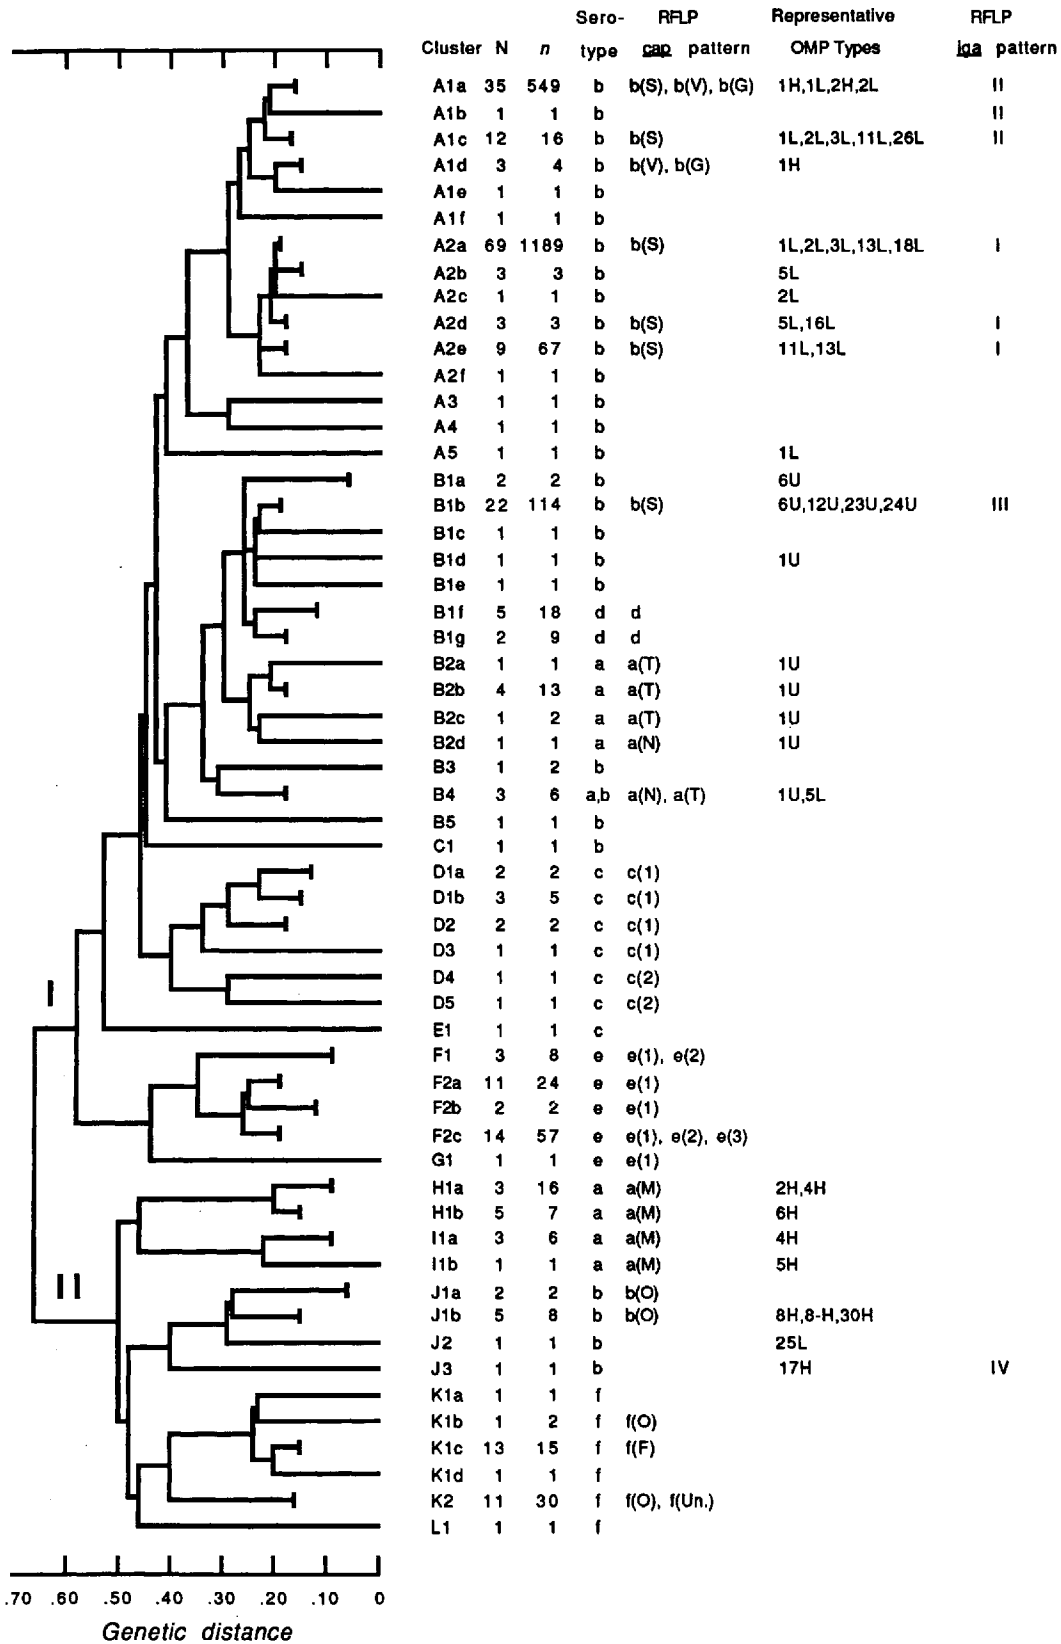 Sero- RFLP Representative RFLP
Cluster N n type cap pattern OMP Types iga pattern
A1a 35 549 b b(S), b(V), b(G) 1H,1L,2H,2L II
A1b 1 1 b II
A1c 12 16 b b(S) 1L,2L,3L,11L,26L II
A1d 3 4 b b(V), b(G) 1H
A1e 1 1 b
A1f 1 1 b
A2a 69 1189 b b(S) 1L,2L,3L,13L,18L I
A2b 3 3 b 5L
A2c 1 1 b 2L
A2d 3 3 b b(S) 5L,16L I
A2e 9 67 b b(S) 11L,13L I
A2f 1 1 b
A3 1 1 b
A4 1 1 b
A5 1 1 b 1L
B1a 2 2 b 6U
B1b 22 114 b b(S) 6U,12U,23U,24U III
B1c 1 1 b
B1d 1 1 b 1U
B1e 1 1 b
B1f 5 18 d d
B1g 2 9 d d
B2a 1 1 a a(T) 1U
B2b 4 13 a a(T) 1U
B2c 1 2 a a(T) 1U
B2d 1 1 a a(N) 1U
B3 1 2 b
B4 3 6 a,b a(N), a(T) 1U,5L
B5 1 1 b
C1 1 1 b
D1a 2 2 c c(1)
D1b 3 5 c c(1)
D2 2 2 c c(1)
D3 1 1 c c(1)
D4 1 1 c c(2)
I
D5 1 1 c c(2)
E1 1 1 c
F1 3 8 e e(1), e(2)
F2a 11 24 e e(1)
F2b 2 2 e e(1)
F2c 14 57 e e(1), e(2), e(3)
G1 1 1 e e(1)
H1a 3 16 a a(M) 2H,4H
H1b 5 7 a a(M) 6H
I1a 3 6 a a(M) 4H
I1b 1 1 a a(M) 5H
II
J1a 2 2 b b(O)
J1b 5 8 b b(O) 8H,8-H,30H
J2 1 1 b 25L
J3 1 1 b 17H IV
K1a 1 1 f
K1b 1 2 f f(O)
K1c 13 15 f f(F)
K1d 1 1 f
K2 11 30 f f(O), f(Un.)
L1 1 1 f
.70 .60 .50 .40 .30 .20 .10 0
Genetic distance